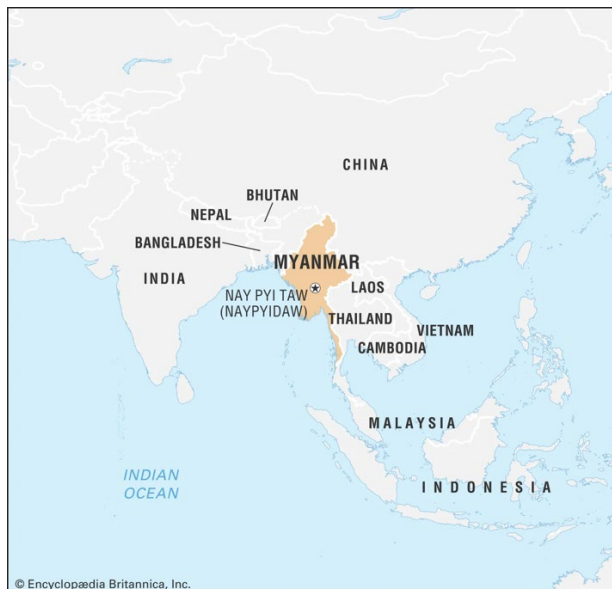 CHINA
BHUTAN
NEPAL
BANGLADESH
MYANMAR
INDIA
LAOS
NAY PYI TAW
(NAYPYIDAW)
THAILAND
VIETNAM
CAMBODIA
MALAYSIA
INDIAN
OCEAN
INDONESIA
© Encyclopædia Britannica, Inc.